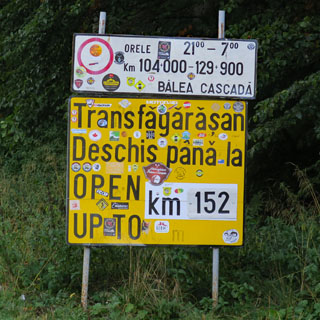 ORELE 21⁰⁰ - 7⁰⁰
Km 104+000-129+900
BÂLEA CASCADĂ
Transfăgărășan
Deschis până la
OPEN
UP TO
km 152
m